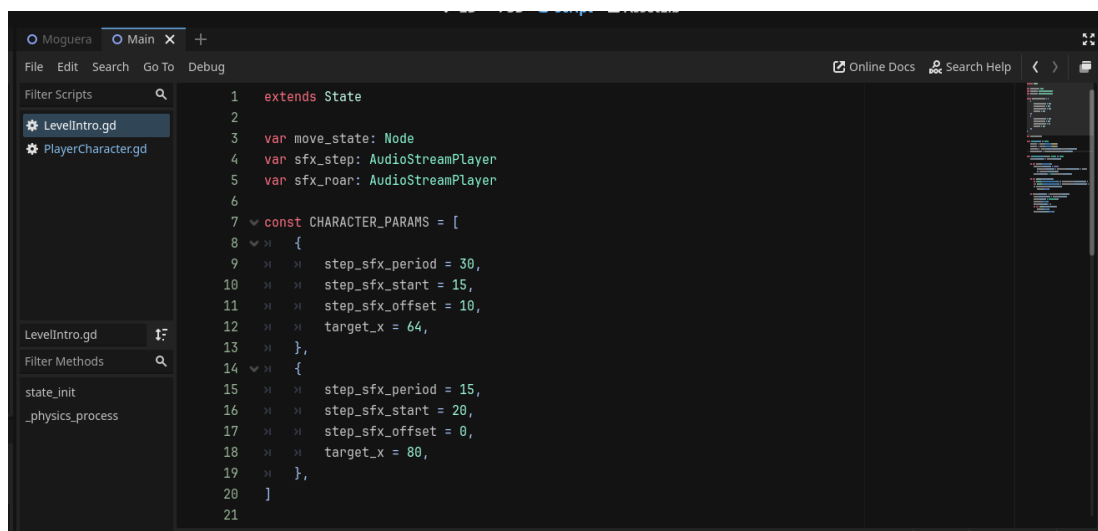 Moguera Main +
File Edit Search Go To Debug Online Docs Search Help
Filter Scripts
LevelIntro.gd
PlayerCharacter.gd
LevelIntro.gd
Filter Methods
state_init
_physics_process
1 extends State
2
3 var move_state: Node
4 var sfx_step: AudioStreamPlayer
5 var sfx_roar: AudioStreamPlayer
6
7 const CHARACTER_PARAMS = [
8 {
9 step_sfx_period = 30,
10 step_sfx_start = 15,
11 step_sfx_offset = 10,
12 target_x = 64,
13 },
14 {
15 step_sfx_period = 15,
16 step_sfx_start = 20,
17 step_sfx_offset = 0,
18 target_x = 80,
19 },
20 ]
21